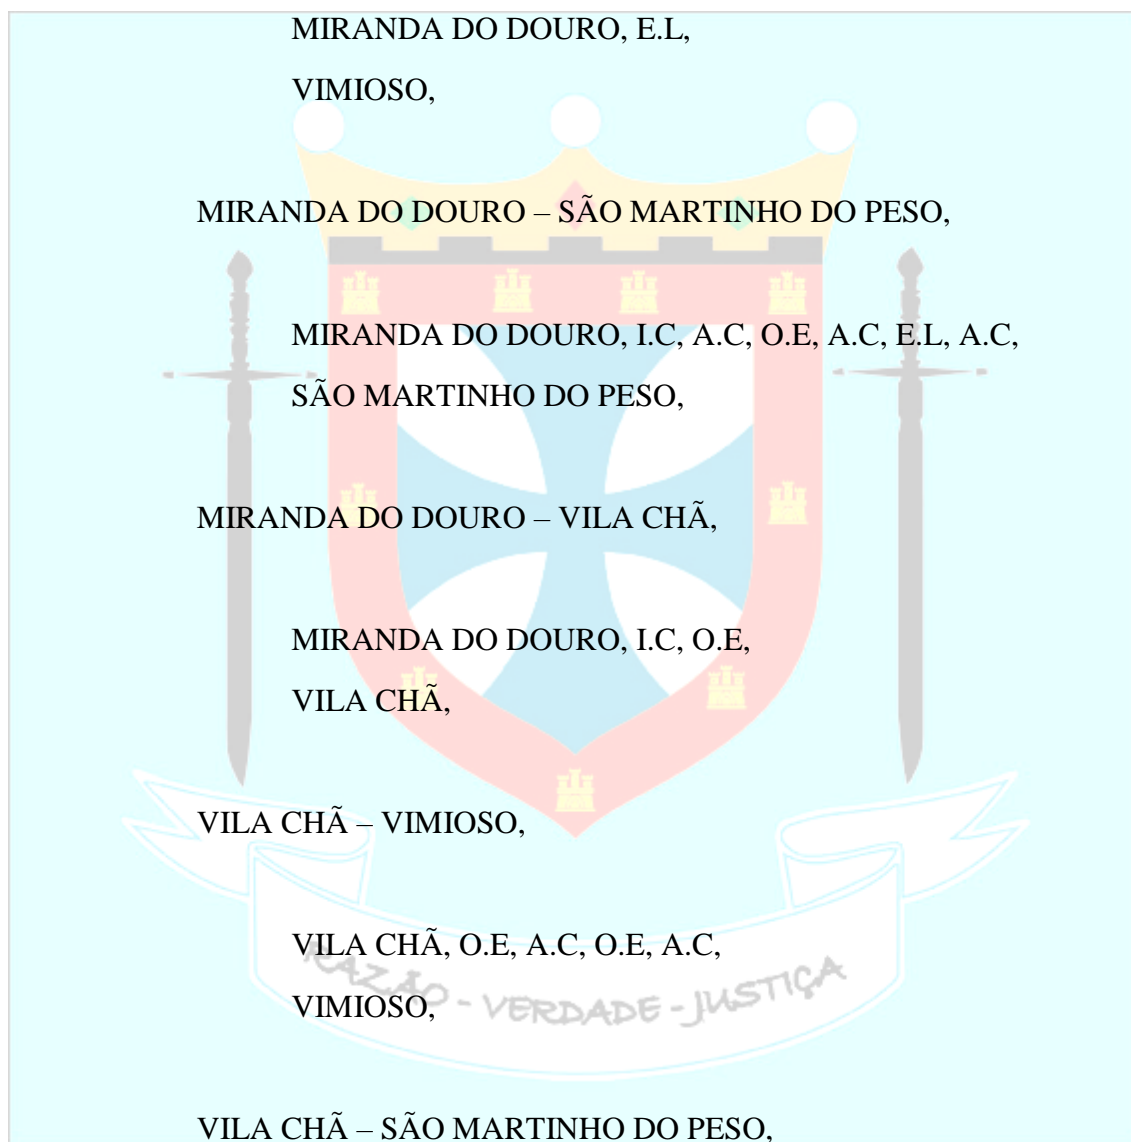 MIRANDA DO DOURO, E.L,
VIMIOSO,
MIRANDA DO DOURO – SÃO MARTINHO DO PESO,
MIRANDA DO DOURO, I.C, A.C, O.E, A.C, E.L, A.C,
SÃO MARTINHO DO PESO,
MIRANDA DO DOURO – VILA CHÃ,
MIRANDA DO DOURO, I.C, O.E,
VILA CHÃ,
VILA CHÃ – VIMIOSO,
VILA CHÃ, O.E, A.C, O.E, A.C,
VIMIOSO,
RAZÃO - VERDADE - JUSTIÇA
VILA CHÃ – SÃO MARTINHO DO PESO,